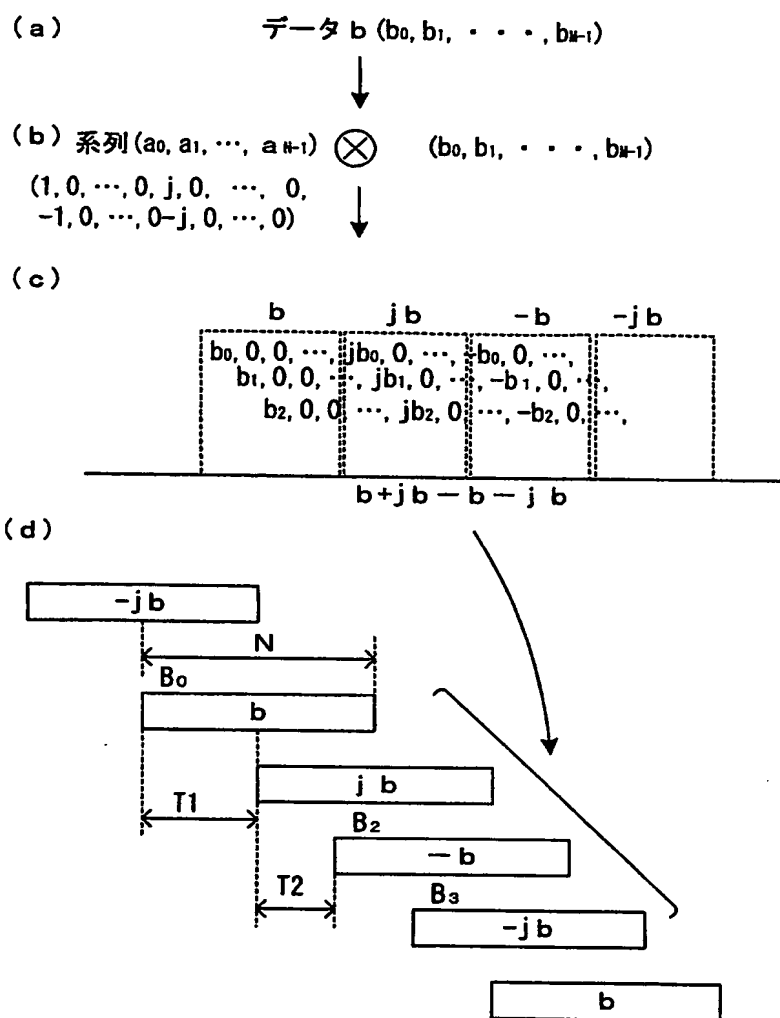 (a) データb(b₀, b₁, ・・・, bM-1)
(b) 系列(a₀, a₁, …, aN-1) ⊗ (b₀, b₁, ・・・, bM-1)
(1, 0, …, 0, j, 0, …, 0,
-1, 0, …, 0-j, 0, …, 0)
(c)
b jb -b -jb
b₀, 0, 0, …, jb₀, 0, …, -b₀, 0, …,
b₁, 0, 0, …, jb₁, 0, …, -b₁, 0, …,
b₂, 0, 0 …, jb₂, 0, …, -b₂, 0, …,
b+jb-b-jb
(d)
-jb
N
B₀
b
jb
T1
B₂
-b
T2
B₃
-jb
b